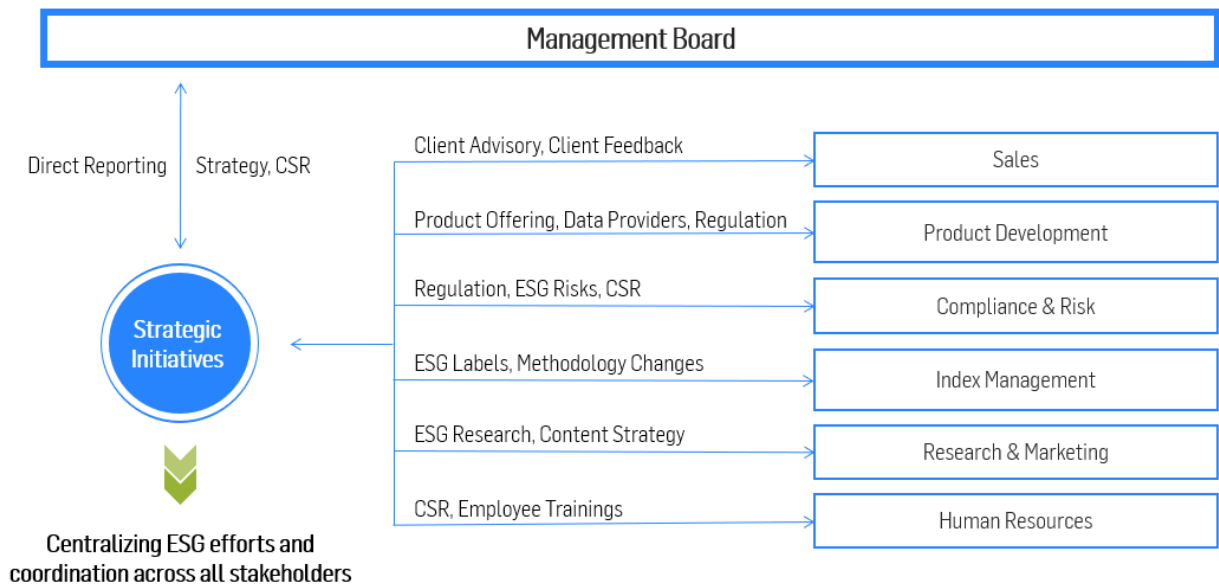 Management Board
Direct Reporting
Strategy, CSR
Client Advisory, Client Feedback
Sales
Product Offering, Data Providers, Regulation
Product Development
Regulation, ESG Risks, CSR
Compliance & Risk
Strategic
Initiatives
ESG Labels, Methodology Changes
Index Management
ESG Research, Content Strategy
Research & Marketing
CSR, Employee Trainings
Human Resources
Centralizing ESG efforts and
coordination across all stakeholders